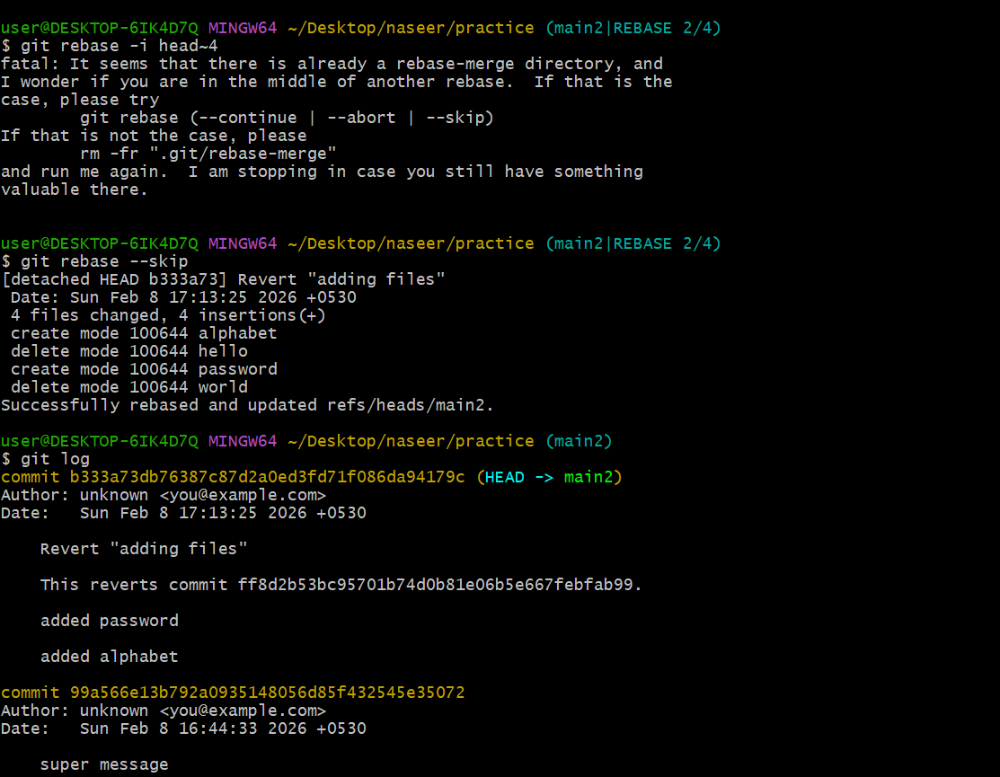 user@DESKTOP-6IK4D7Q MINGW64 ~/Desktop/naseer/practice (main2|REBASE 2/4)
$ git rebase -i head~4
fatal: It seems that there is already a rebase-merge directory, and
I wonder if you are in the middle of another rebase.  If that is the
case, please try
        git rebase (--continue | --abort | --skip)
If that is not the case, please
        rm -fr ".git/rebase-merge"
and run me again.  I am stopping in case you still have something
valuable there.

user@DESKTOP-6IK4D7Q MINGW64 ~/Desktop/naseer/practice (main2|REBASE 2/4)
$ git rebase --skip
[detached HEAD b333a73] Revert "adding files"
 Date: Sun Feb 8 17:13:25 2026 +0530
 4 files changed, 4 insertions(+)
 create mode 100644 alphabet
 delete mode 100644 hello
 create mode 100644 password
 delete mode 100644 world
Successfully rebased and updated refs/heads/main2.

user@DESKTOP-6IK4D7Q MINGW64 ~/Desktop/naseer/practice (main2)
$ git log
commit b333a73db76387c87d2a0ed3fd71f086da94179c (HEAD -> main2)
Author: unknown <you@example.com>
Date:   Sun Feb 8 17:13:25 2026 +0530

    Revert "adding files"

    This reverts commit ff8d2b53bc95701b74d0b81e06b5e667febfab99.

    added password

    added alphabet

commit 99a566e13b792a0935148056d85f432545e35072
Author: unknown <you@example.com>
Date:   Sun Feb 8 16:44:33 2026 +0530

    super message